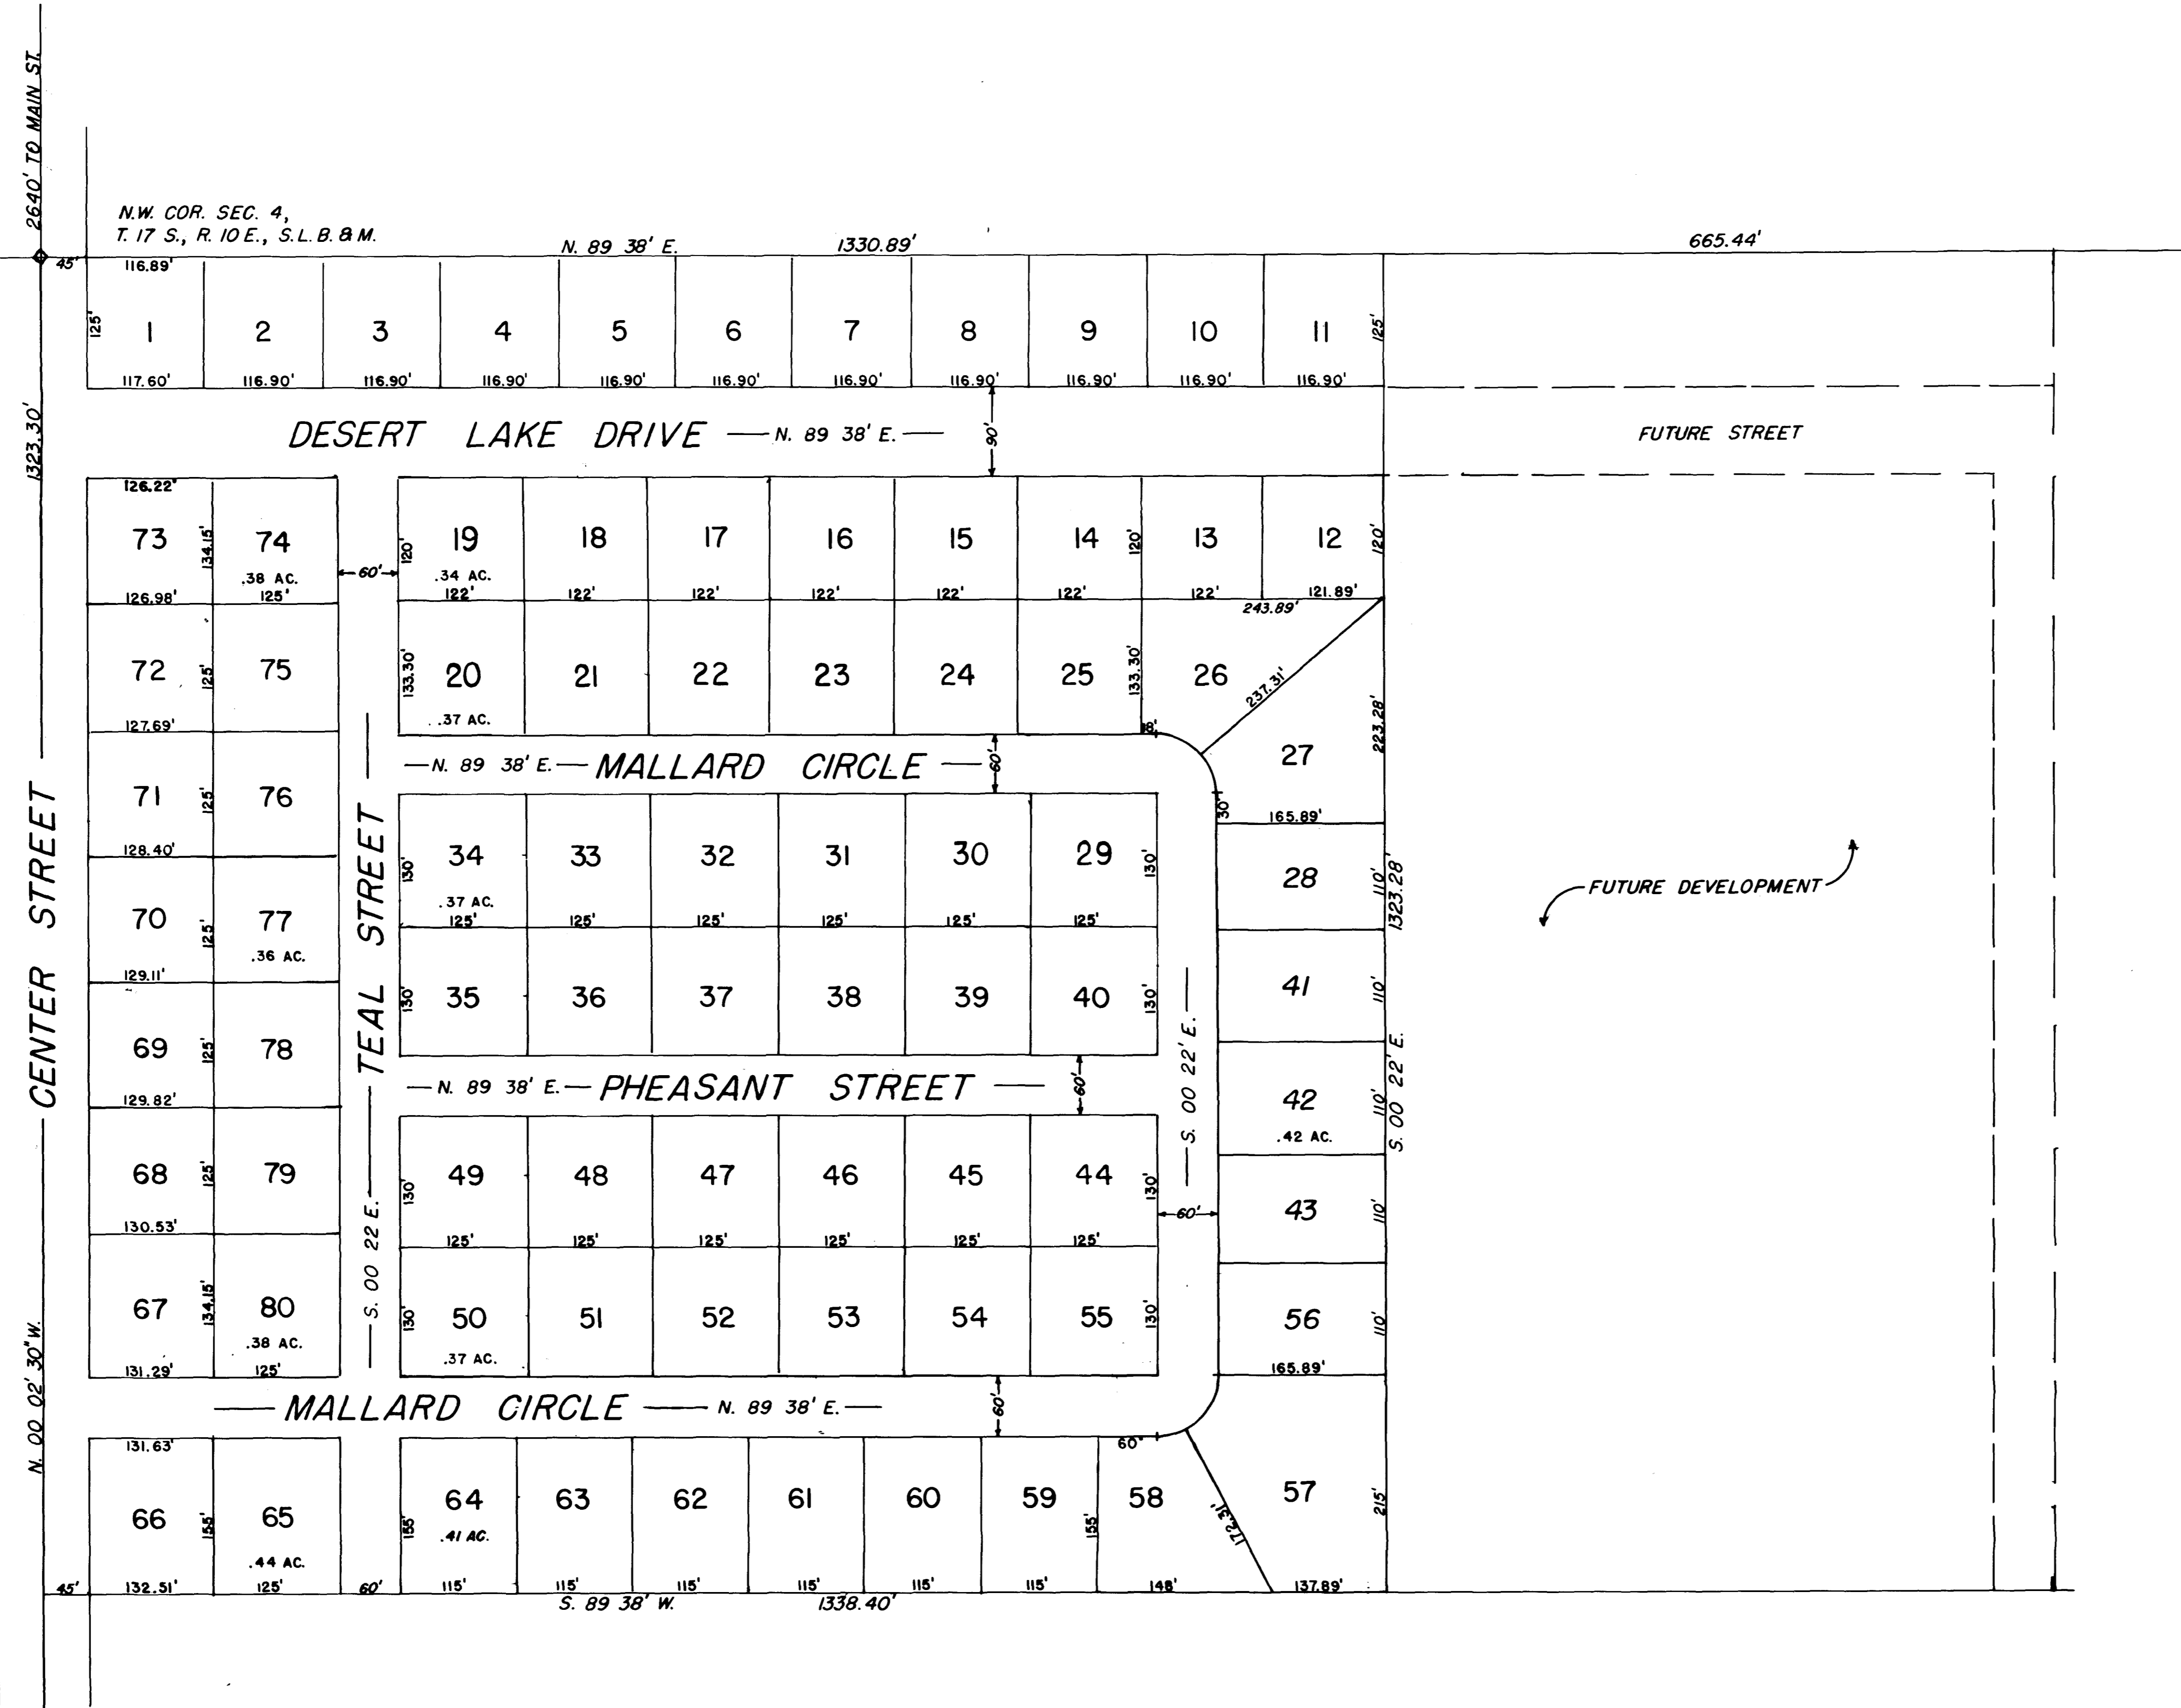 2640' TO MAIN ST.
N.W. COR. SEC. 4,
T. 17 S., R. 10 E., S.L.B. & M.
N. 89 38' E. 1330.89' 665.44'
45' 116.89'
125' 1 2 3 4 5 6 7 8 9 10 11 125'
117.60' 116.90' 116.90' 116.90' 116.90' 116.90' 116.90' 116.90' 116.90' 116.90' 116.90'
1323.30'
DESERT LAKE DRIVE N. 89 38' E. 90' FUTURE STREET
126.22'
73 134.15' 74 60' 120' 19 18 17 16 15 14 120' 13 12 120'
.38 AC. .34 AC.
126.98' 125' 122' 122' 122' 122' 122' 122' 122' 121.89'
243.89'
72 125' 75 133.30' 20 21 22 23 24 25 133.30' 26 237.31' 223.28'
.37 AC.
127.69' 18'
N. 89 38' E. MALLARD CIRCLE 60' 27
71 125' 76 30' 165.89'
128.40'
34 33 32 31 30 29 28
130' 130' 110' 1323.28'
.37 AC.
125' 125' 125' 125' 125' 125'
FUTURE DEVELOPMENT
70 125' 77
.36 AC.
129.11'
CENTER STREET
TEAL STREET
130' 35 36 37 38 39 40 130' 41 110'
69 125' 78
129.82'
N. 89 38' E. PHEASANT STREET 60' S. 00 22' E. 42 110' S. 00 22' E.
.42 AC.
68 125' 79
130.53'
130' 49 48 47 46 45 44 130' 60' 43 110'
125' 125' 125' 125' 125' 125'
S. 00 22 E.
67 134.15' 80
.38 AC.
131.29' 125'
130' 50 51 52 53 54 55 130' 56 110'
.37 AC. 165.89'
N. 00 02' 30" W.
MALLARD CIRCLE N. 89 38' E. 60'
131.63' 60'
66 155' 65 155' 64 63 62 61 60 59 155' 58 172.31' 57 215'
.44 AC. .41 AC.
45' 132.51' 125' 60' 115' 115' 115' 115' 115' 115' 148' 137.89'
S. 89 38' W. 1338.40'